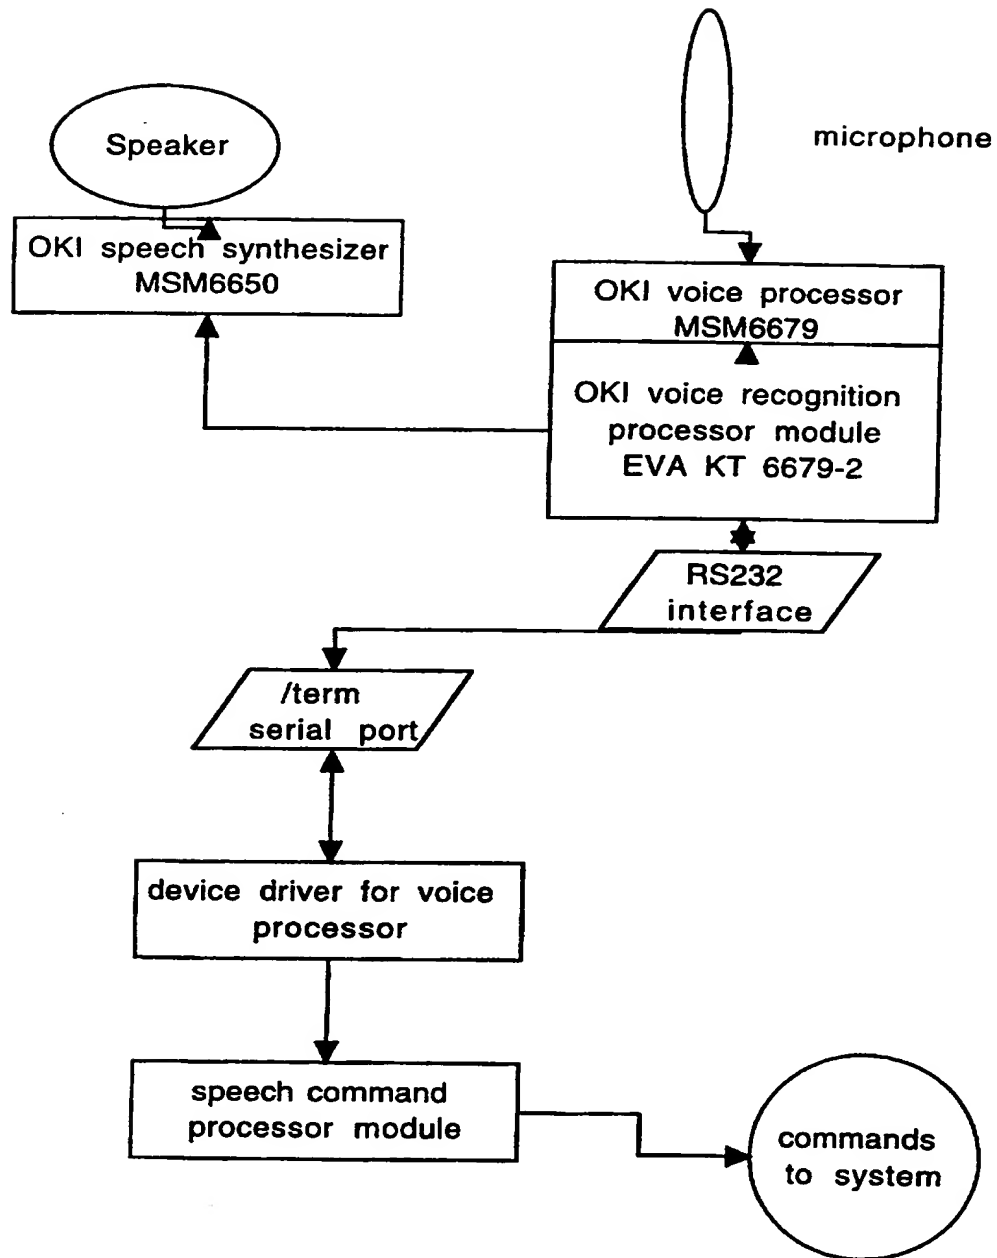 Speaker
microphone
OKI speech synthesizer
MSM6650
OKI voice processor
MSM6679
OKI voice recognition
processor module
EVA KT 6679-2
RS232
interface
/term
serial port
device driver for voice
processor
speech command
processor module
commands
to system